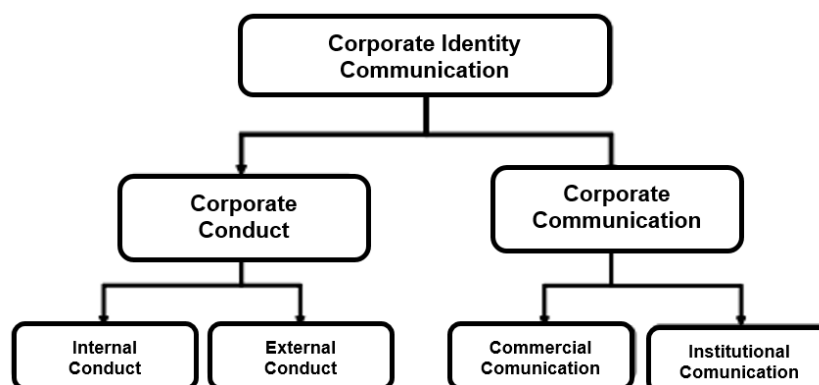 Corporate Identity
Communication
Corporate
Conduct
Corporate
Communication
Internal
Conduct
External
Conduct
Commercial
Comunication
Institutional
Comunication